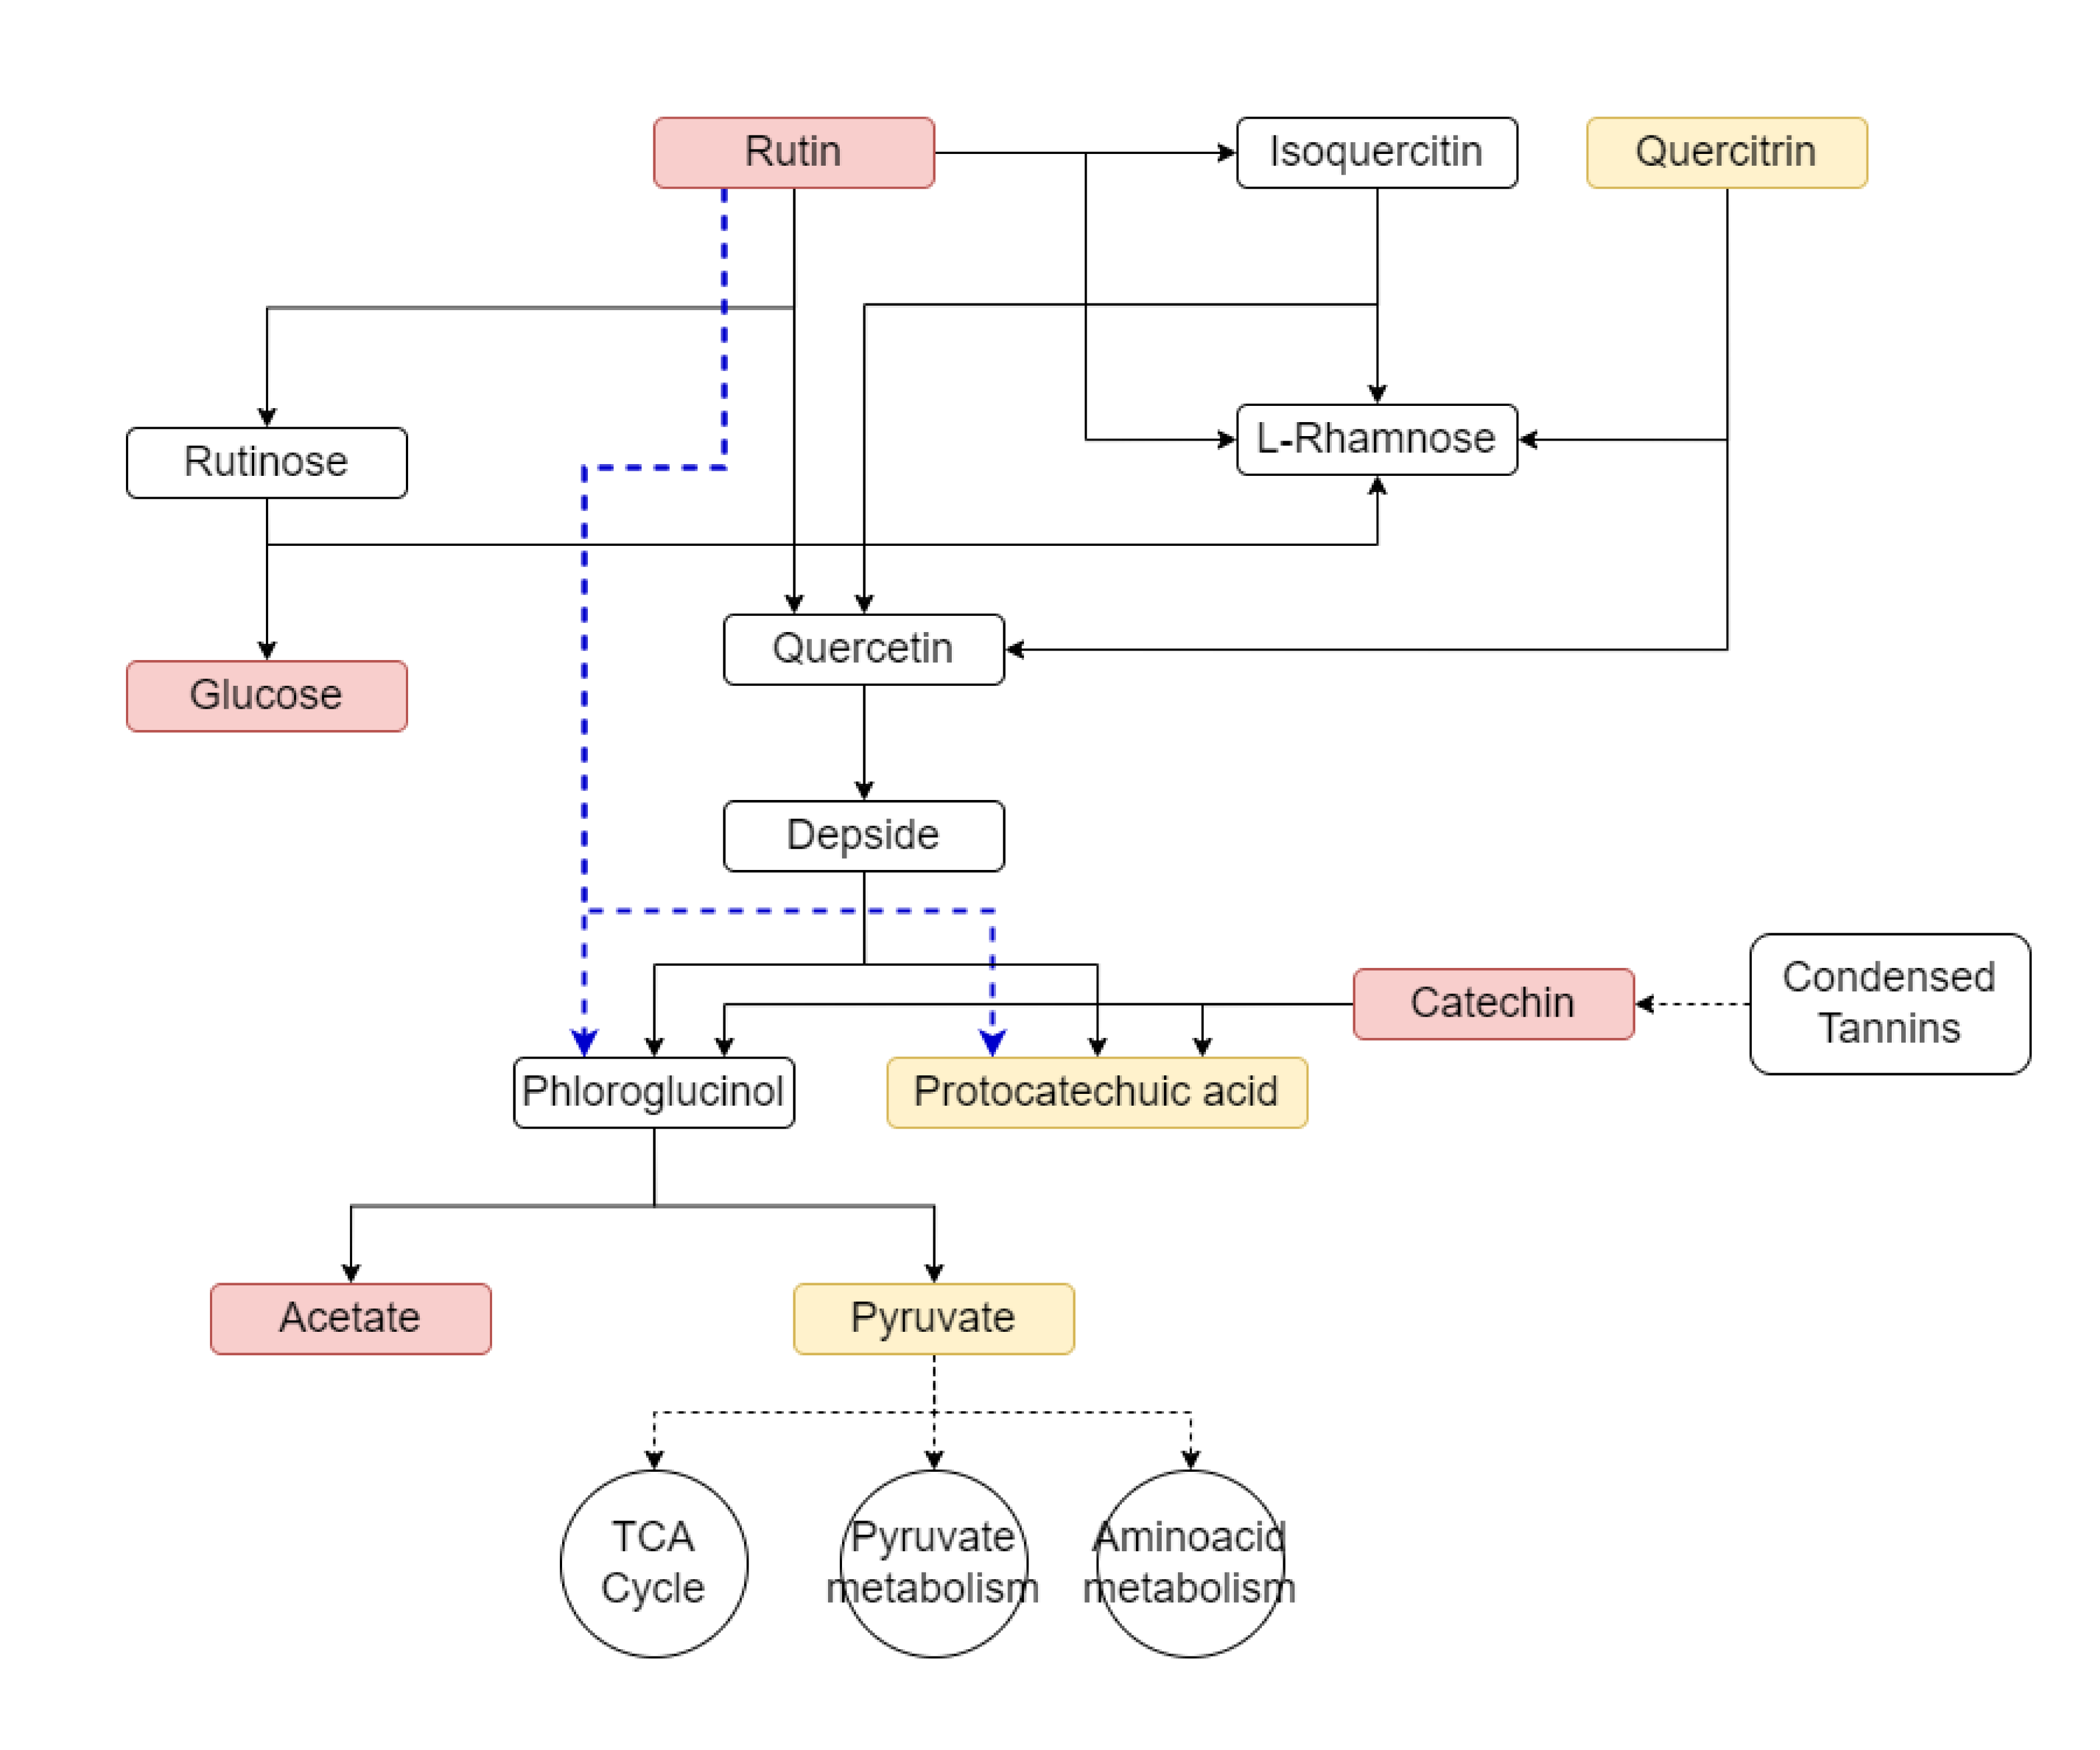 Rutin
Isoquercitin
Quercitrin
Rutinose
L-Rhamnose
Quercetin
Glucose
Depside
Catechin
Condensed
Tannins
Phloroglucinol
Protocatechuic acid
Acetate
Pyruvate
TCA
Cycle
Pyruvate
metabolism
Aminoacid
metabolism